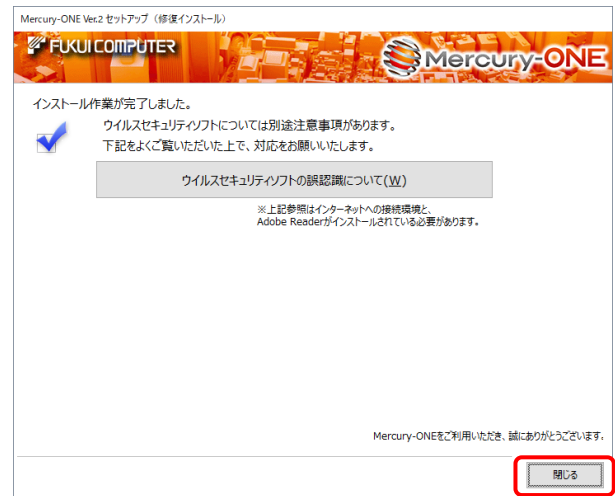 Mercury-ONE Ver.2 セットアップ（修復インストール）
FUKUI COMPUTER
Mercury-ONE
インストール作業が完了しました。
ウイルスセキュリティソフトについては別途注意事項があります。
下記をよくご覧いただいた上で、対応をお願いいたします。
ウイルスセキュリティソフトの誤認識について(W)
※上記参照はインターネットへの接続環境と、
Adobe Readerがインストールされている必要があります。
Mercury-ONEをご利用いただき、誠にありがとうございます。
閉じる